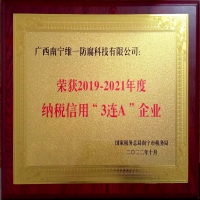 广西南宁维一防腐科技有限公司：
荣获2019-2021年度
纳税信用“3连A”企业
国家税务总局南宁市税务局
二〇二二年十月